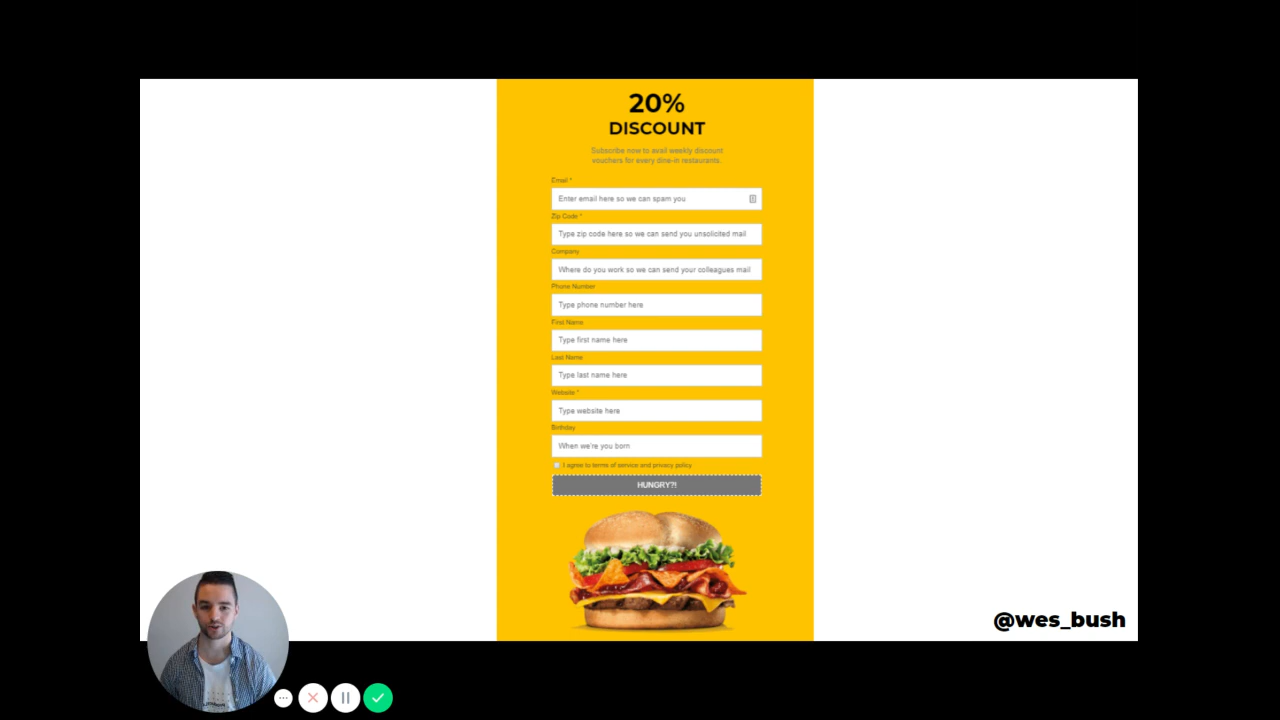 20%
DISCOUNT
Subscribe now to avail weekly discount
vouchers for every dine-in restaurants.
Email *
Enter email here so we can spam you
Zip Code *
Type zip code here so we can send you unsolicited mail
Company
Where do you work so we can send your colleagues mail
Phone Number
Type phone number here
First Name
Type first name here
Last Name
Type last name here
Website *
Type website here
Birthday
When we're you born
I agree to terms of service and privacy policy
HUNGRY?!
@wes_bush